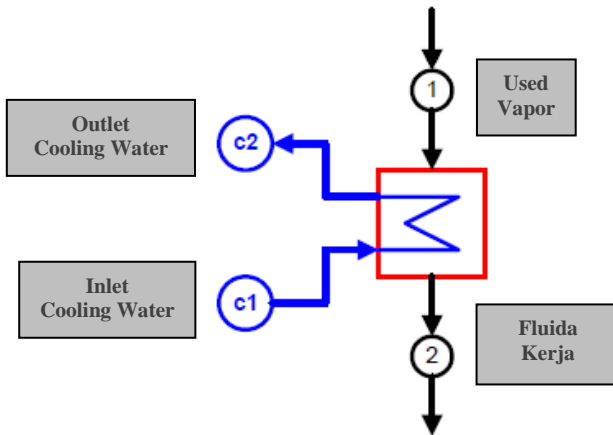 1
Used
Vapor
Outlet
Cooling Water
c2
Inlet
Cooling Water
c1
2
Fluida
Kerja